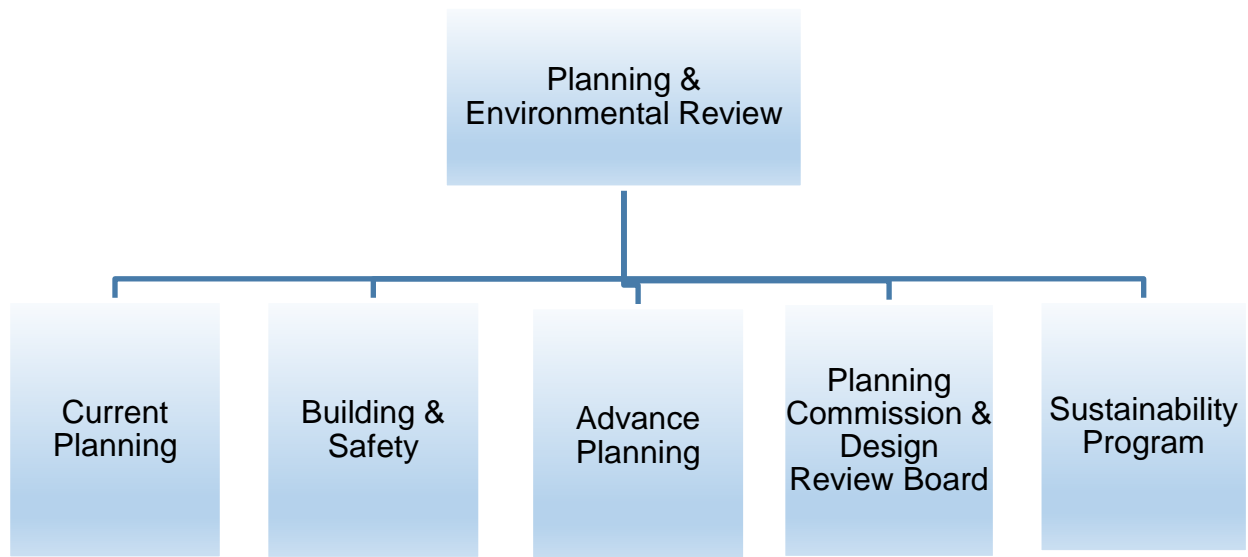 Planning &
Environmental Review
Current
Planning
Building &
Safety
Advance
Planning
Planning
Commission &
Design
Review Board
Sustainability
Program